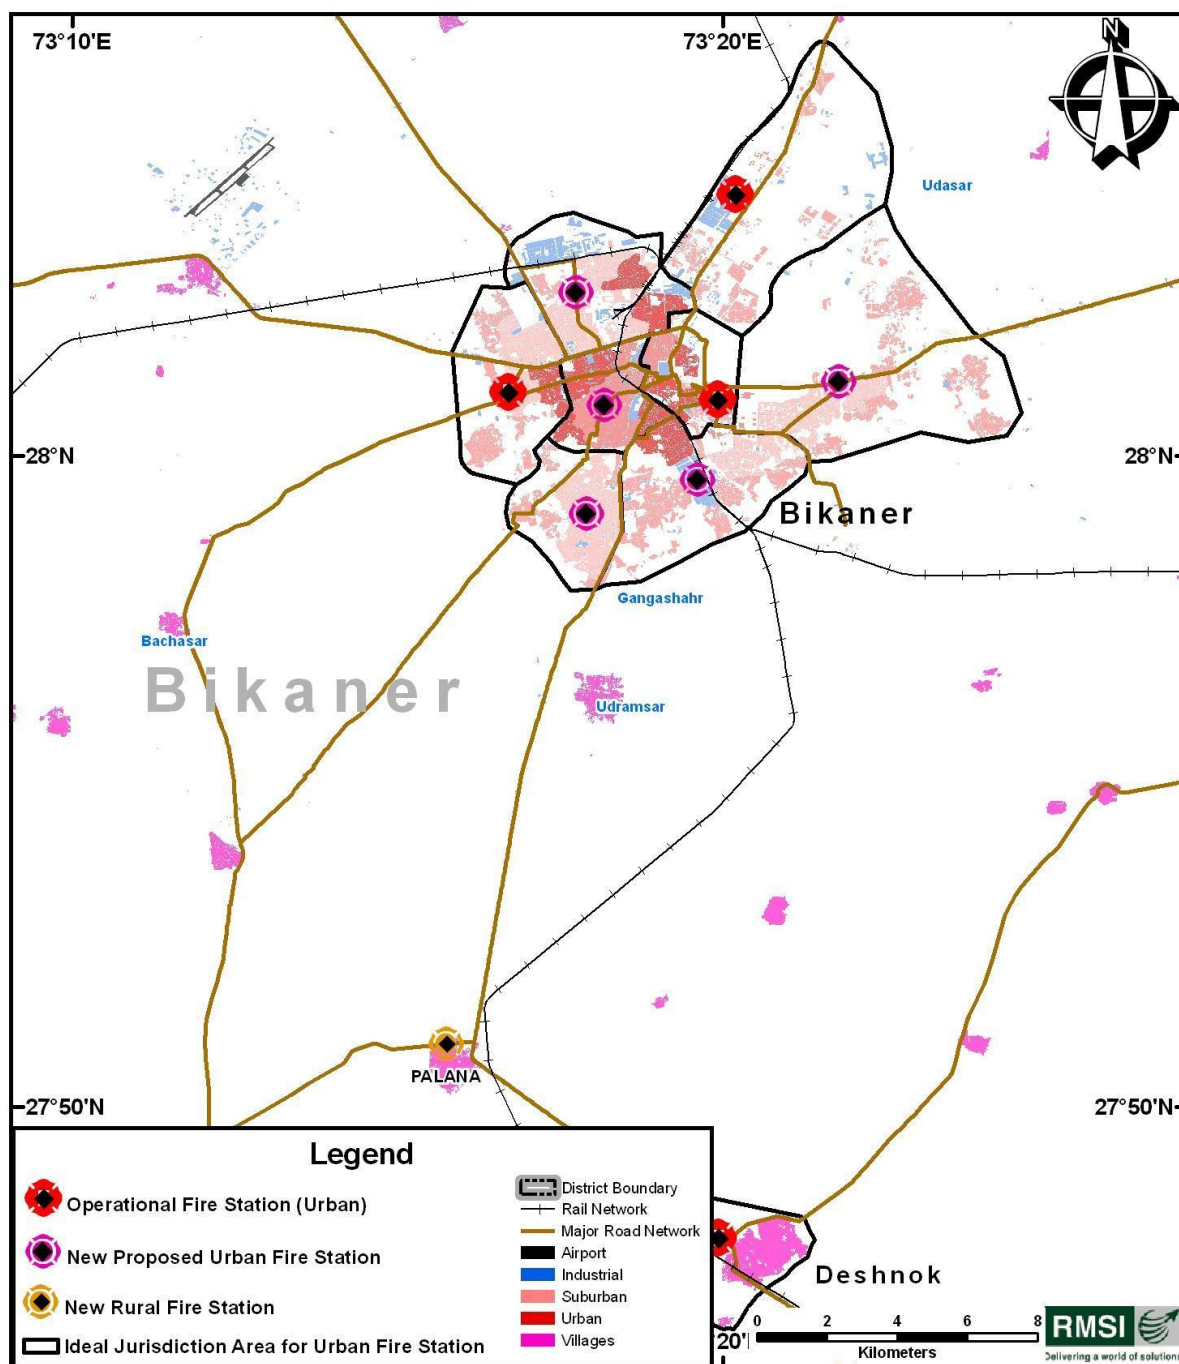 73°10'E
73°20'E
N
Udasar
28°N
28°N
Bikaner
Gangashahr
Bachasar
Bikaner
Udramsar
PALANA
27°50'N
27°50'N
Legend
Operational Fire Station (Urban)
New Proposed Urban Fire Station
New Rural Fire Station
Ideal Jurisdiction Area for Urban Fire Station
District Boundary
Rail Network
Major Road Network
Airport
Industrial
Suburban
Urban
Villages
Deshnok
20'
0 2 4 6 8
Kilometers
RMSI
Delivering a world of solutions